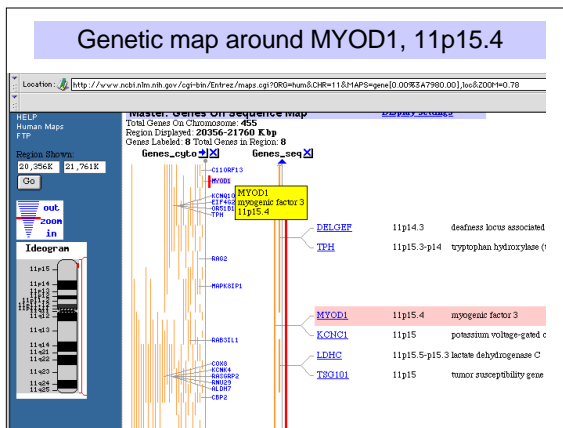 Genetic map around MYOD1, 11p15.4
Location: http://www.ncbi.nlm.nih.gov/cgi-bin/Entrez/maps.cgi?ORG=hum&CHR=11&MAPS=gene[0.00%3A7980.00],loc&ZOOM=0.78
HELP
Human Maps
FTP
Region Shown:
20,356K 21,761K
Go
out
zoom
in
Ideogram
11p15
11p14
11p13
11p12
11q12
11q13
11q14
11q21
11q22
11q23
11q24
11q25
Master: Genes On Sequence Map
Display settings
Total Genes On Chromosome: 455
Region Displayed: 20356-21760 Kbp
Genes Labeled: 8 Total Genes in Region: 8
Genes_cyto Genes_seq
C11ORF13
MYOD1
KCNQ10
EIF4G2
OR51B1
TPH
RAG2
MAPK8IP1
RAB3IL1
COX8
KCNK4
RASGRP2
RNU2
ALDH7
CBP2
MYOD1
myogenic factor 3
11p15.4
DELGEF 11p14.3 deafness locus associated
TPH 11p15.3-p14 tryptophan hydroxylase (t
MYOD1 11p15.4 myogenic factor 3
KCNC1 11p15 potassium voltage-gated c
LDHC 11p15.5-p15.3 lactate dehydrogenase C
TSG101 11p15 tumor susceptibility gene